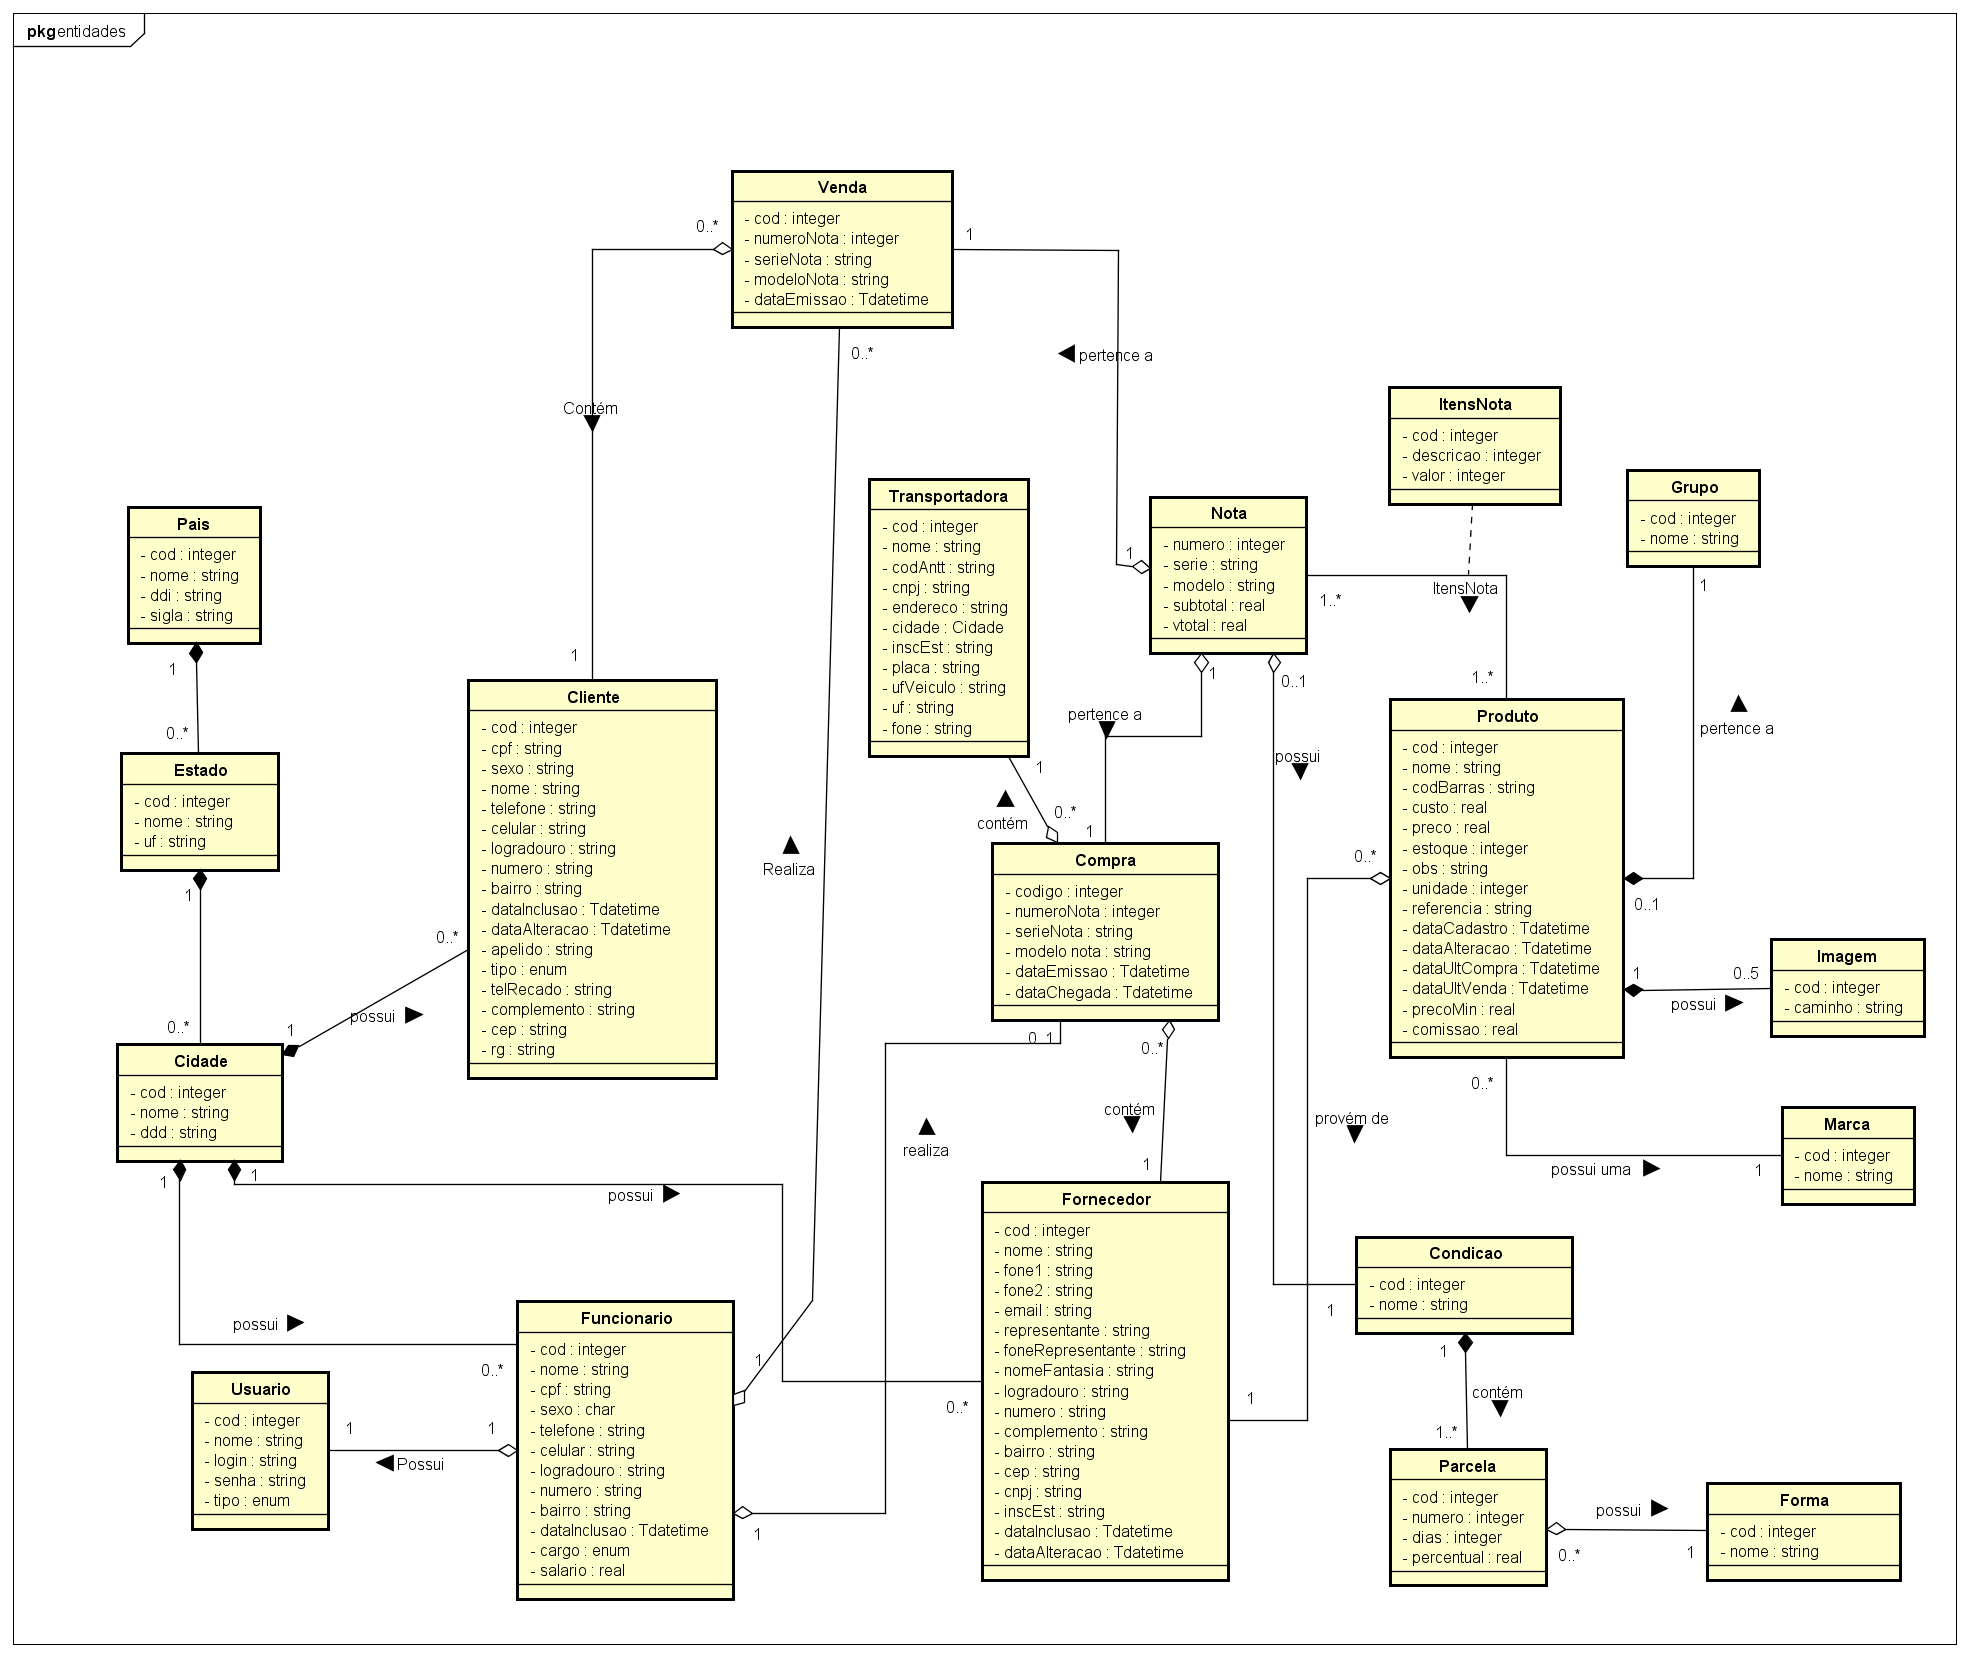 pkg entidades
Venda
- cod : integer
- numeroNota : integer
- serieNota : string
- modeloNota : string
- dataEmissao : Tdatetime
0..*
1
0..*
pertence a
Contém
1
ItensNota
- cod : integer
- descricao : integer
- valor : integer
Grupo
- cod : integer
- nome : string
1
pertence a
Transportadora
- cod : integer
- nome : string
- codAntt : string
- cnpj : string
- endereco : string
- cidade : Cidade
- inscEst : string
- placa : string
- ufVeiculo : string
- uf : string
- fone : string
Nota
- numero : integer
- serie : string
- modelo : string
- subtotal : real
- vtotal : real
1
1..*
ItensNota
1..*
1
0..1
pertence a
possui
Pais
- cod : integer
- nome : string
- ddi : string
- sigla : string
1
0..*
Estado
- cod : integer
- nome : string
- uf : string
1
0..*
Cliente
- cod : integer
- cpf : string
- sexo : string
- nome : string
- telefone : string
- celular : string
- logradouro : string
- numero : string
- bairro : string
- dataInclusao : Tdatetime
- dataAlteracao : Tdatetime
- apelido : string
- tipo : enum
- telRecado : string
- complemento : string
- cep : string
- rg : string
0..*
possui
1
Realiza
1
contém
0..*
1
Compra
- codigo : integer
- numeroNota : integer
- serieNota : string
- modelo nota : string
- dataEmissao : Tdatetime
- dataChegada : Tdatetime
0..1
0..*
contém
1
realiza
Produto
- cod : integer
- nome : string
- codBarras : string
- custo : real
- preco : real
- estoque : integer
- obs : string
- unidade : integer
- referencia : string
- dataCadastro : Tdatetime
- dataAlteracao : Tdatetime
- dataUltCompra : Tdatetime
- dataUltVenda : Tdatetime
- precoMin : real
- comissao : real
0..*
0..1
1
0..5
possui
Imagem
- cod : integer
- caminho : string
0..*
possui uma
1
Marca
- cod : integer
- nome : string
provém de
Cidade
- cod : integer
- nome : string
- ddd : string
1
1
possui
possui
0..*
Fornecedor
- cod : integer
- nome : string
- fone1 : string
- fone2 : string
- email : string
- representante : string
- foneRepresentante : string
- nomeFantasia : string
- logradouro : string
- numero : string
- complemento : string
- bairro : string
- cep : string
- cnpj : string
- inscEst : string
- dataInclusao : Tdatetime
- dataAlteracao : Tdatetime
0..*
1
Funcionario
- cod : integer
- nome : string
- cpf : string
- sexo : char
- telefone : string
- celular : string
- logradouro : string
- numero : string
- bairro : string
- dataInclusao : Tdatetime
- cargo : enum
- salario : real
1
1
Usuario
- cod : integer
- nome : string
- login : string
- senha : string
- tipo : enum
1
1
Possui
Condicao
- cod : integer
- nome : string
1
1
contém
1..*
Parcela
- cod : integer
- numero : integer
- dias : integer
- percentual : real
possui
0..*
1
Forma
- cod : integer
- nome : string